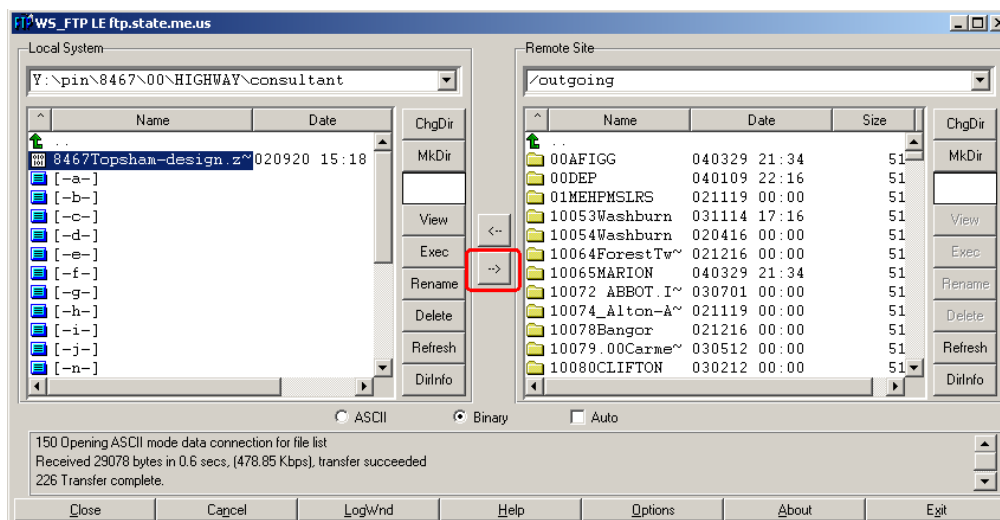 WS_FTP LE ftp.state.me.us
Local System
Remote Site
Y:\pin\8467\00\HIGHWAY\consultant
/outgoing
^ Name Date
ChgDir
^ Name Date Size
ChgDir
..
..
8467Topsham-design.z~ 020920 15:18
MkDir
00AFIGG 040329 21:34 51
MkDir
[-a-]
00DEP 040109 22:16 51
[-b-]
01MEHPMSLRS 021119 00:00 51
[-c-]
View
<--
10053Washburn 031114 17:16 51
View
[-d-]
10054Washburn 020416 00:00 51
[-e-]
Exec
10064ForestTw~ 021216 00:00 51
Exec
[-f-]
-->
10065MARION 040329 21:34 51
[-g-]
Rename
10072 ABBOT.I~ 030701 00:00 51
Rename
[-h-]
Delete
10074_Alton-A~ 021119 00:00 51
Delete
[-i-]
10078Bangor 021216 00:00 51
[-j-]
Refresh
10079.00Carme~ 030512 00:00 51
Refresh
[-n-]
10080CLIFTON 030212 00:00 51
DirInfo
DirInfo
ASCII Binary Auto
150 Opening ASCII mode data connection for file list
Received 29078 bytes in 0.6 secs, (478.85 Kbps), transfer succeeded
226 Transfer complete.
Close Cancel LogWnd Help Options About Exit